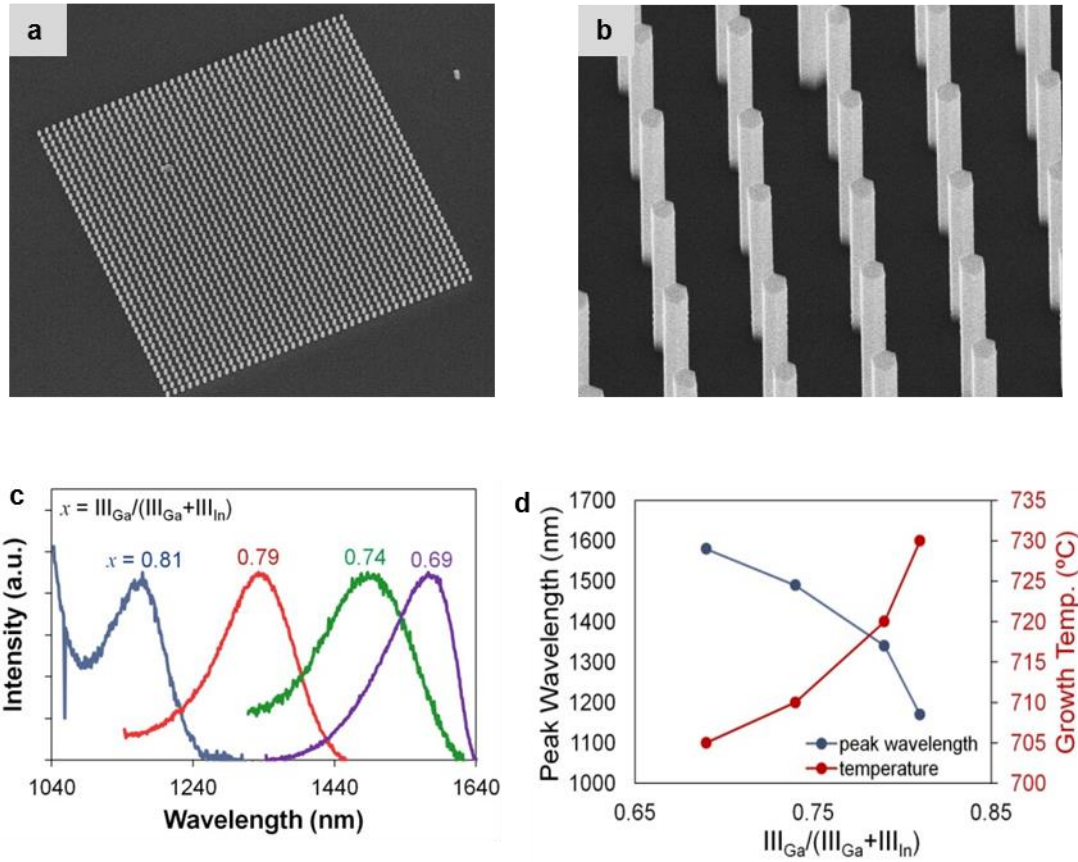 a
b
c
x = III_Ga/(III_Ga+III_In)
x = 0.81
0.79
0.74
0.69
Intensity (a.u.)
1040
1240
1440
1640
Wavelength (nm)
d
Peak Wavelength (nm)
1700
1600
1500
1400
1300
1200
1100
1000
735
730
725
720
715
710
705
700
Growth Temp. (ºC)
peak wavelength
temperature
0.65
0.75
0.85
III_Ga/(III_Ga+III_In)